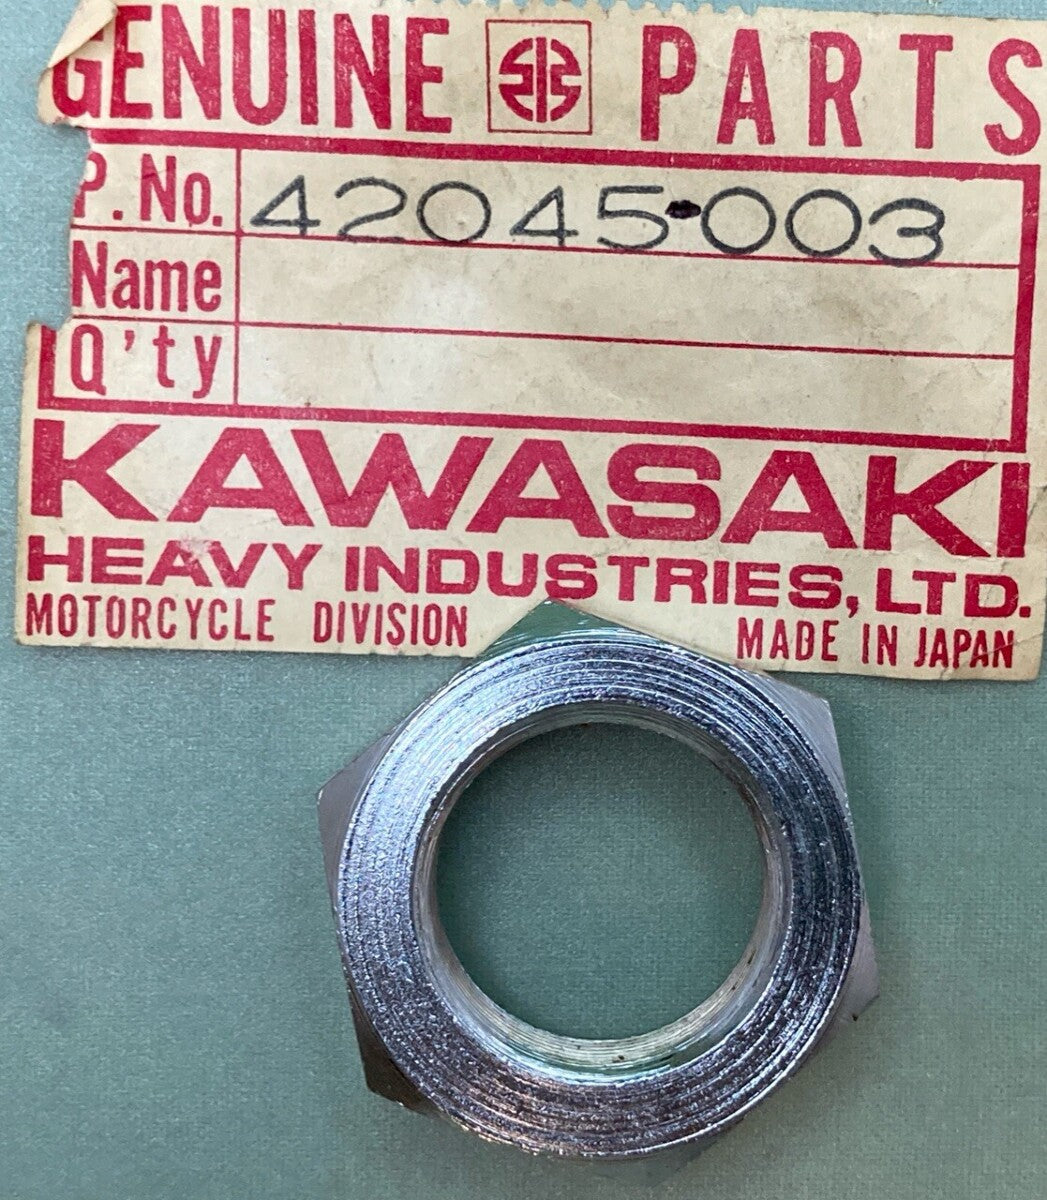 GENUINE PARTS
P.No. 42045-003
Name
Q'ty
KAWASAKI
HEAVY INDUSTRIES, LTD.
MOTORCYCLE DIVISION MADE IN JAPAN